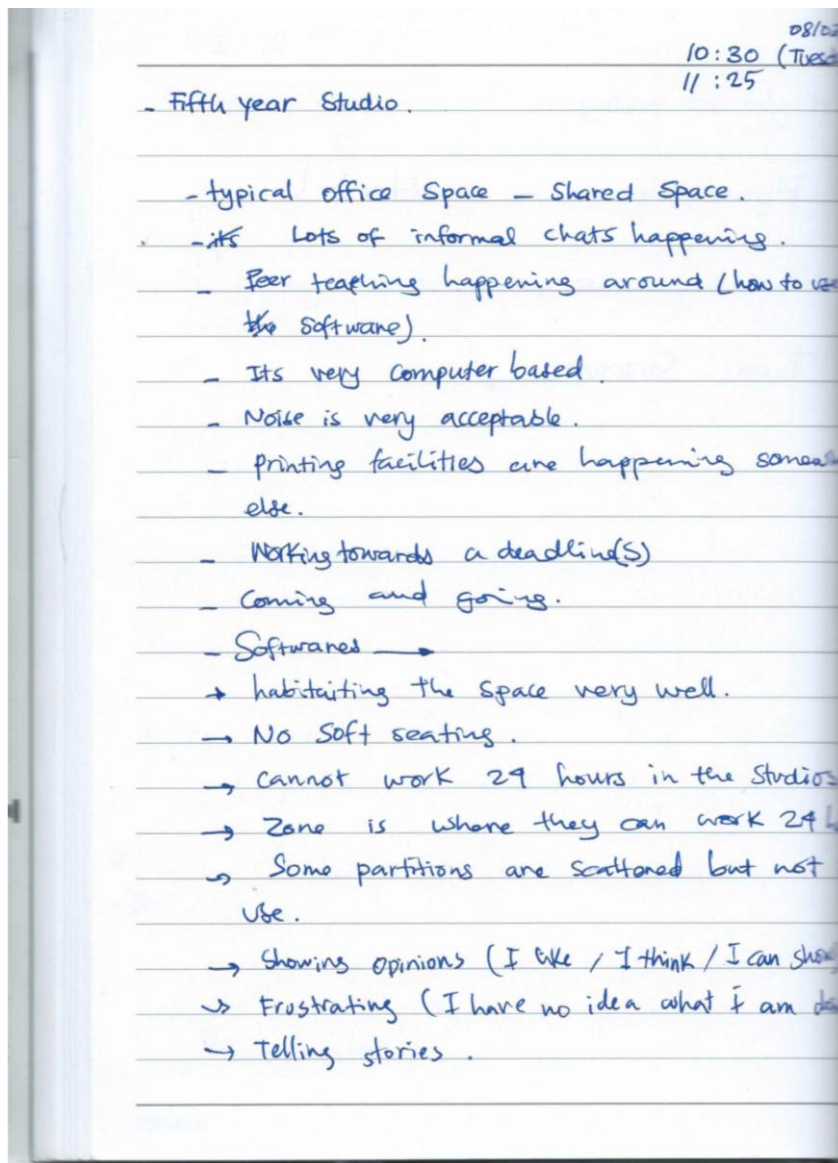 08/02
10:30 (Tuesd
11:25
- Fifth year Studio.
- typical office Space - Shared Space.
- its Lots of informal chats happening.
- Peer teaching happening around (how to use
the software).
- Its very computer based.
- Noise is very acceptable.
- Printing facilities are happening somew
else.
- Working towards a deadline(s)
- Coming and going.
- Softwares →
→ habitaiting the space very well.
→ No Soft seating.
→ cannot work 24 hours in the Studios
→ Zone is where they can work 24 h
→ Some partitions are scattered but not
use.
→ Showing opinions (I like / I think / I can show
→ Frustrating (I have no idea what I am do
→ Telling stories.